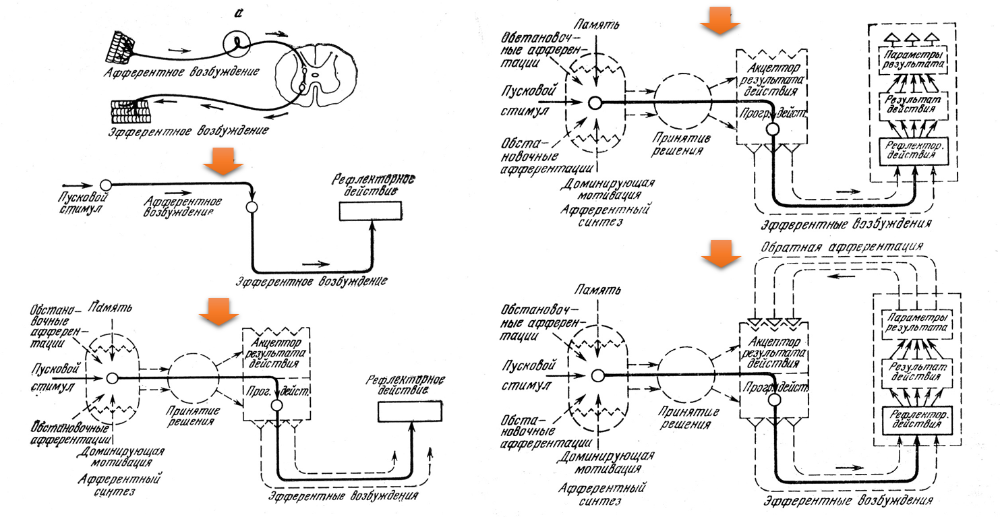 а
Афферентное возбуждение
Эфферентное возбуждение
Пусковой
стимул
Афферентное
возбуждение
Рефлекторное
действие
Эфферентное возбуждение
Обстано-
вочные
аффферен-
тации
Память
Пусковой
стимул
Обстановочные
афферентации
Доминирующая
мотивация
Афферентный
синтез
Принятие
решения
Акцептор
результата
действия
Прог. дейст.
Рефлекторное
действие
Эфферентные возбуждения
Память
Обстановоч-
ные афферен-
тации
Пусковой
стимул
Обста-
новочные
афферентации
Доминирующая
мотивация
Афферентный
синтез
Принятив
решения
Акцептор
результата
действия
Прогр. дейст.
Параметры
результата
Результат
действия
Рефлектор.
действия
Эфферентные возбуждения
Обратная афферентация
Память
Обстановоч-
ные афферен-
тации
Пусковой
стимул
Обста-
новочные
афферентации
Доминирующая
мотивация
Афферентный
синтез
Принятие
решения
Акцептор
результата
действия
Прогр. дейст.
Параметры
результата
Результат
действия
Рефлектор.
действия
Эфферентные возбуждения